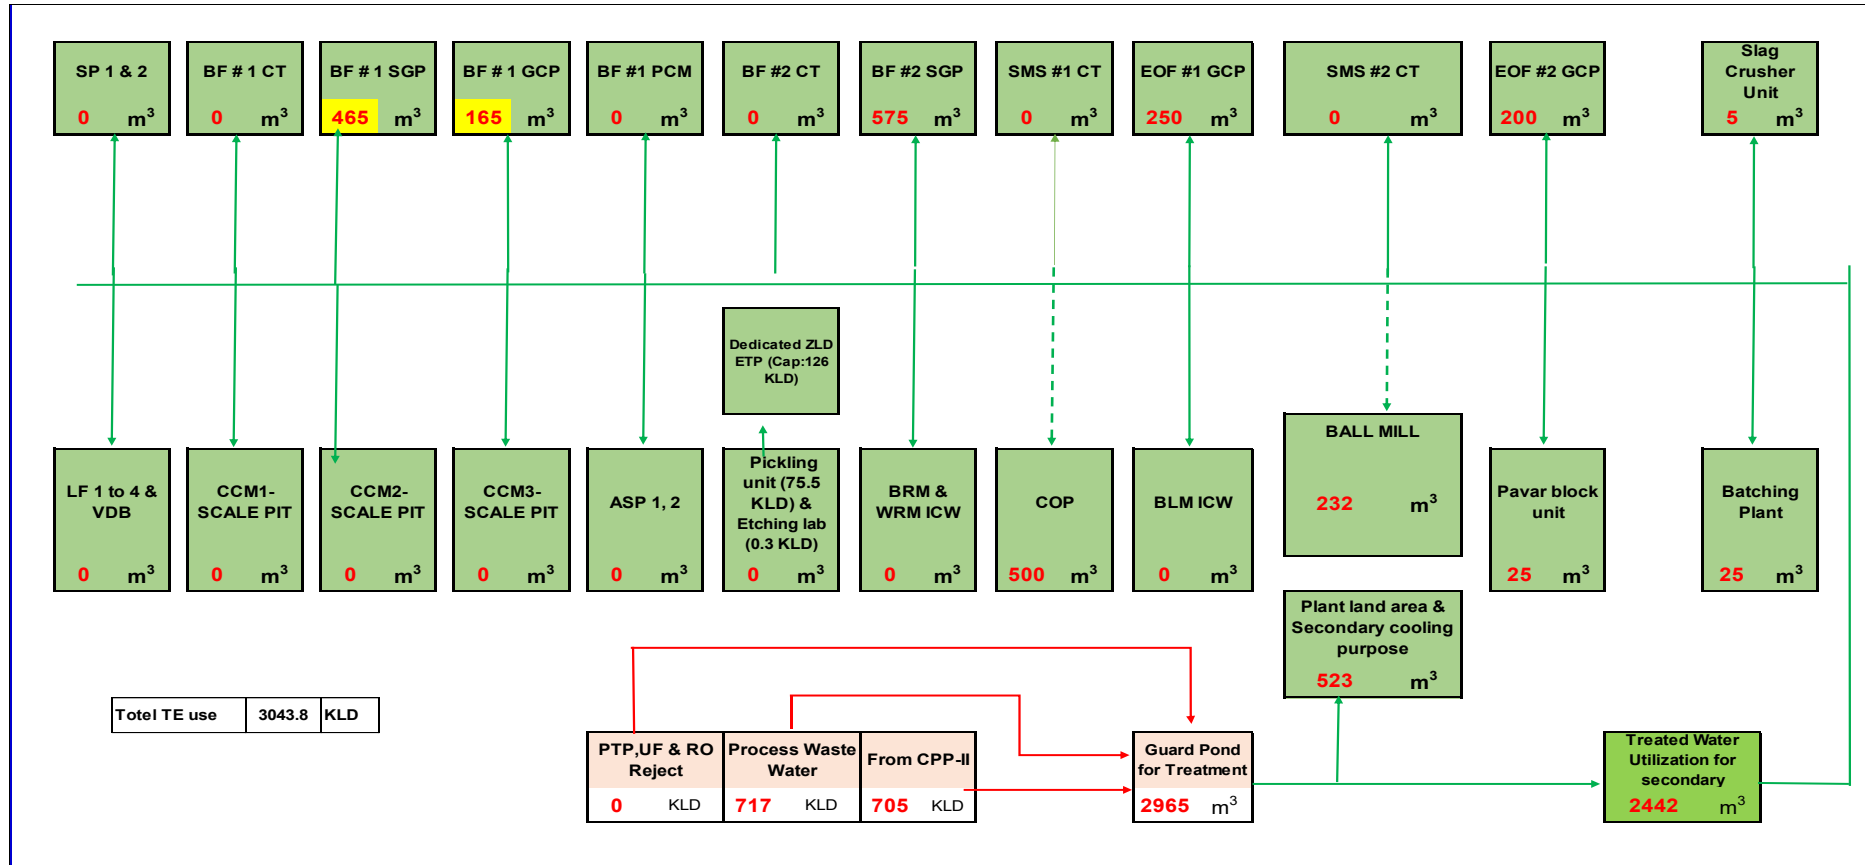 SP 1 & 2
0 m³
BF # 1 CT
0 m³
BF # 1 SGP
465 m³
BF # 1 GCP
165 m³
BF #1 PCM
0 m³
BF #2 CT
0 m³
BF #2 SGP
575 m³
SMS #1 CT
0 m³
EOF #1 GCP
250 m³
SMS #2 CT
0 m³
EOF #2 GCP
200 m³
Slag
Crusher
Unit
5 m³
Dedicated ZLD
ETP (Cap:126
KLD)
LF 1 to 4 &
VDB
0 m³
CCM1-
SCALE PIT
0 m³
CCM2-
SCALE PIT
0 m³
CCM3-
SCALE PIT
0 m³
ASP 1, 2
0 m³
Pickling
unit (75.5
KLD) &
Etching lab
(0.3 KLD)
0 m³
BRM &
WRM ICW
0 m³
COP
500 m³
BLM ICW
0 m³
BALL MILL
232 m³
Pavar block
unit
25 m³
Batching
Plant
25 m³
Plant land area &
Secondary cooling
purpose
523 m³
Totel TE use 3043.8 KLD
PTP,UF & RO
Reject
0 KLD
Process Waste
Water
717 KLD
From CPP-II
705 KLD
Guard Pond
for Treatment
2965 m³
Treated Water
Utilization for
secondary
2442 m³